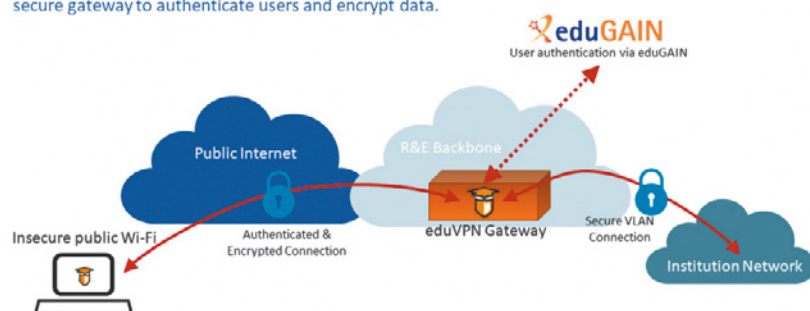 secure gateway to authenticate users and encrypt data.
eduGAIN
User authentication via eduGAIN
Public Internet
R&E Backbone
Insecure public Wi-Fi
Authenticated &
Encrypted Connection
eduVPN Gateway
Secure VLAN
Connection
Institution Network